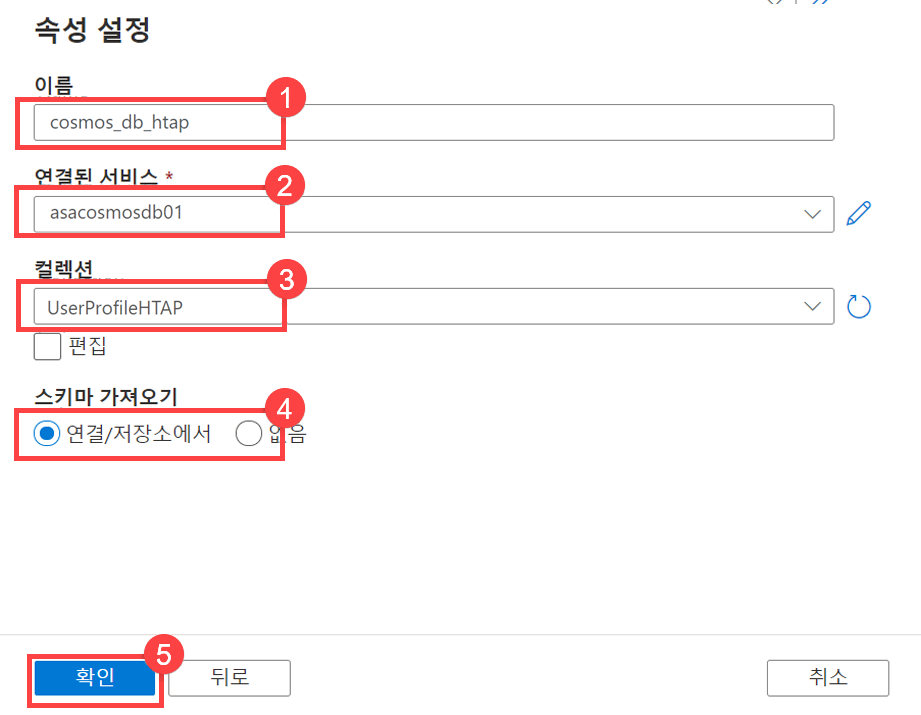 속성 설정
이름
1
cosmos_db_htap
연결된 서비스 *
2
asacosmosdb01
컬렉션
3
UserProfileHTAP
편집
스키마 가져오기
4
연결/저장소에서 없음
5
확인 뒤로 취소